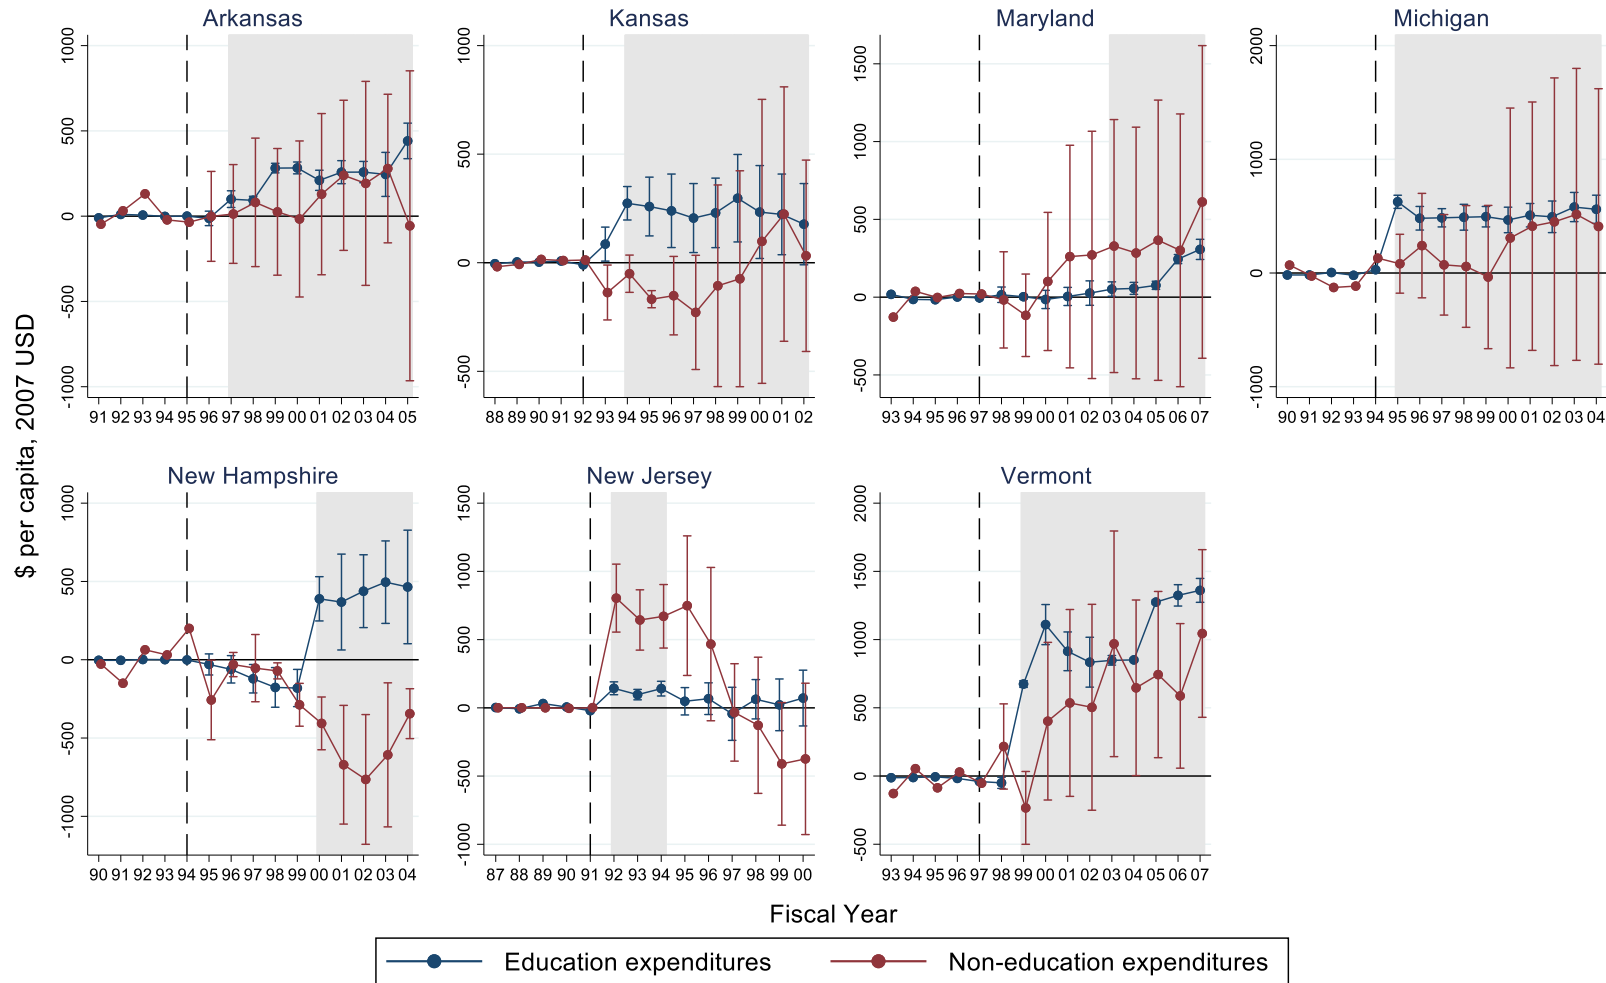 Arkansas Kansas Maryland Michigan
$ per capita, 2007 USD
1000
500
0
-500
-1000
91 92 93 94 95 96 97 98 99 00 01 02 03 04 05
1000
500
0
-500
88 89 90 91 92 93 94 95 96 97 98 99 00 01 02
1500
1000
500
0
-500
93 94 95 96 97 98 99 00 01 02 03 04 05 06 07
2000
1000
0
-1000
90 91 92 93 94 95 96 97 98 99 00 01 02 03 04
New Hampshire New Jersey Vermont
1000
500
0
-500
-1000
90 91 92 93 94 95 96 97 98 99 00 01 02 03 04
1500
1000
500
0
-500
-1000
87 88 89 90 91 92 93 94 95 96 97 98 99 00
2000
1500
1000
500
0
-500
93 94 95 96 97 98 99 00 01 02 03 04 05 06 07
Fiscal Year
Education expenditures Non-education expenditures